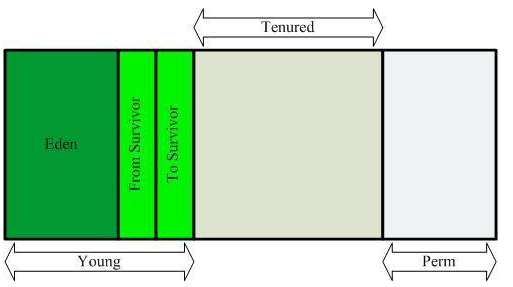 Tenured
Eden
From Survivor
To Survivor
Young
Perm